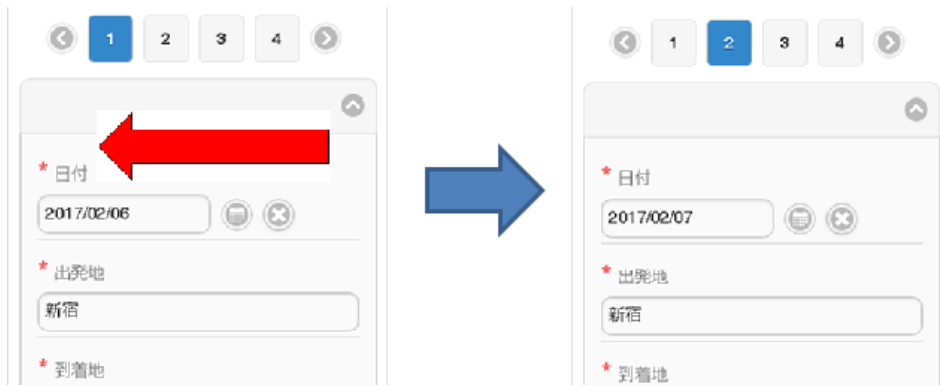 1 2 3 4
* 日付
2017/02/06
* 出発地
新宿
* 到着地
1 2 3 4
* 日付
2017/02/07
* 出発地
新宿
* 到着地